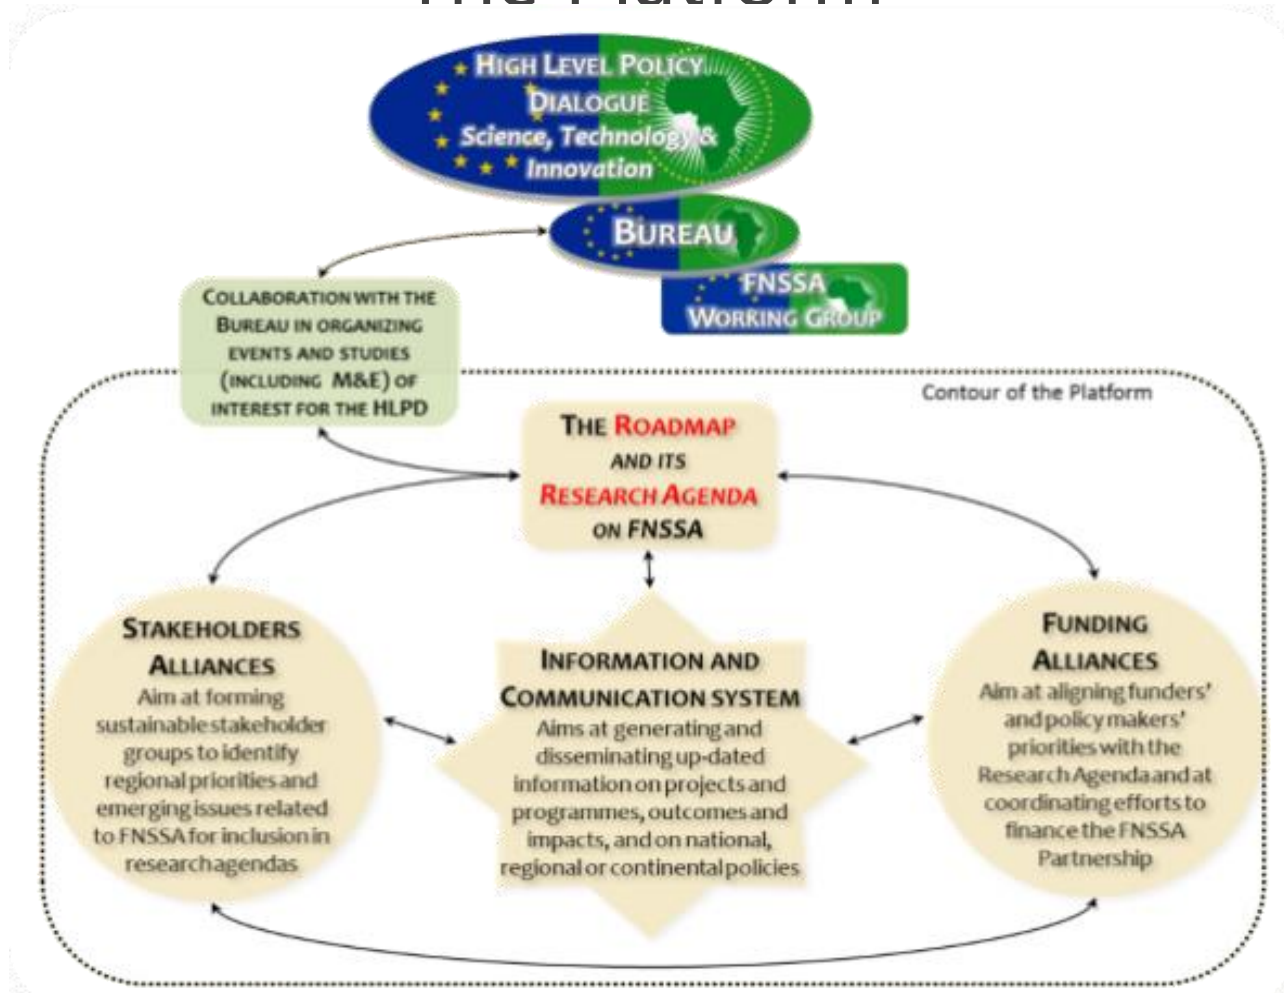 The Platform
HIGH LEVEL POLICY
DIALOGUE
Science, Technology &
Innovation
BUREAU
FNSSA
WORKING GROUP
COLLABORATION WITH THE
BUREAU IN ORGANIZING
EVENTS AND STUDIES
(INCLUDING M&E) OF
INTEREST FOR THE HLPD
Contour of the Platform
THE ROADMAP
AND ITS
RESEARCH AGENDA
ON FNSSA
STAKEHOLDERS
ALLIANCES
Aim at forming
sustainable stakeholder
groups to identify
regional priorities and
emerging issues related
to FNSSA for inclusion in
research agendas
INFORMATION AND
COMMUNICATION SYSTEM
Aims at generating and
disseminating up-dated
information on projects and
programmes, outcomes and
impacts, and on national,
regional or continental policies
FUNDING
ALLIANCES
Aim at aligning funders'
and policy makers'
priorities with the
Research Agenda and at
coordinating efforts to
finance the FNSSA
Partnership